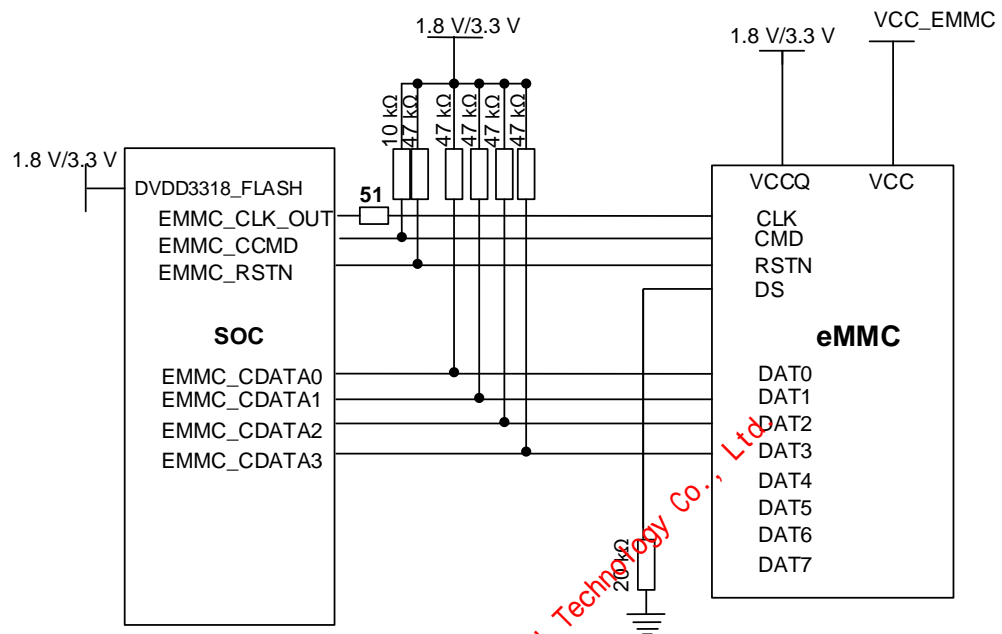 1.8 V/3.3 V
10 kΩ
47 kΩ
47 kΩ
47 kΩ
47 kΩ
47 kΩ
1.8 V/3.3 V
VCC_EMMC
1.8 V/3.3 V
DVDD3318_FLASH
EMMC_CLK_OUT
EMMC_CCMD
EMMC_RSTN
SOC
EMMC_CDATA0
EMMC_CDATA1
EMMC_CDATA2
EMMC_CDATA3
51
VCCQ
VCC
CLK
CMD
RSTN
DS
eMMC
DAT0
DAT1
DAT2
DAT3
DAT4
DAT5
DAT6
DAT7
20 kΩ
Technology Co., Ltd.